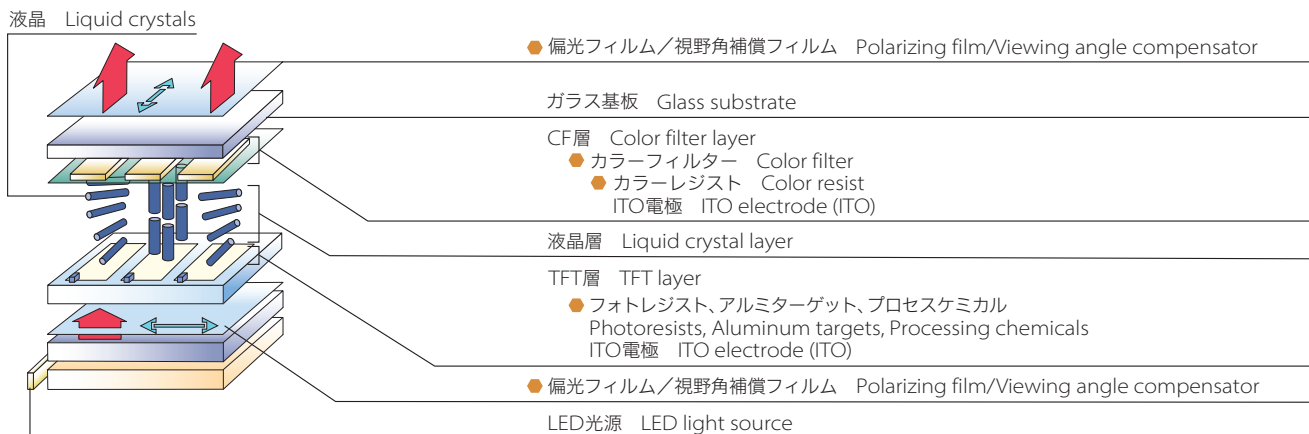 液晶 Liquid crystals
偏光フィルム／視野角補償フィルム Polarizing film/Viewing angle compensator
ガラス基板 Glass substrate
CF層 Color filter layer
カラーフィルター Color filter
カラーレジスト Color resist
ITO電極 ITO electrode (ITO)
液晶層 Liquid crystal layer
TFT層 TFT layer
フォトレジスト、アルミターゲット、プロセスケミカル
Photoresists, Aluminum targets, Processing chemicals
ITO電極 ITO electrode (ITO)
偏光フィルム／視野角補償フィルム Polarizing film/Viewing angle compensator
LED光源 LED light source